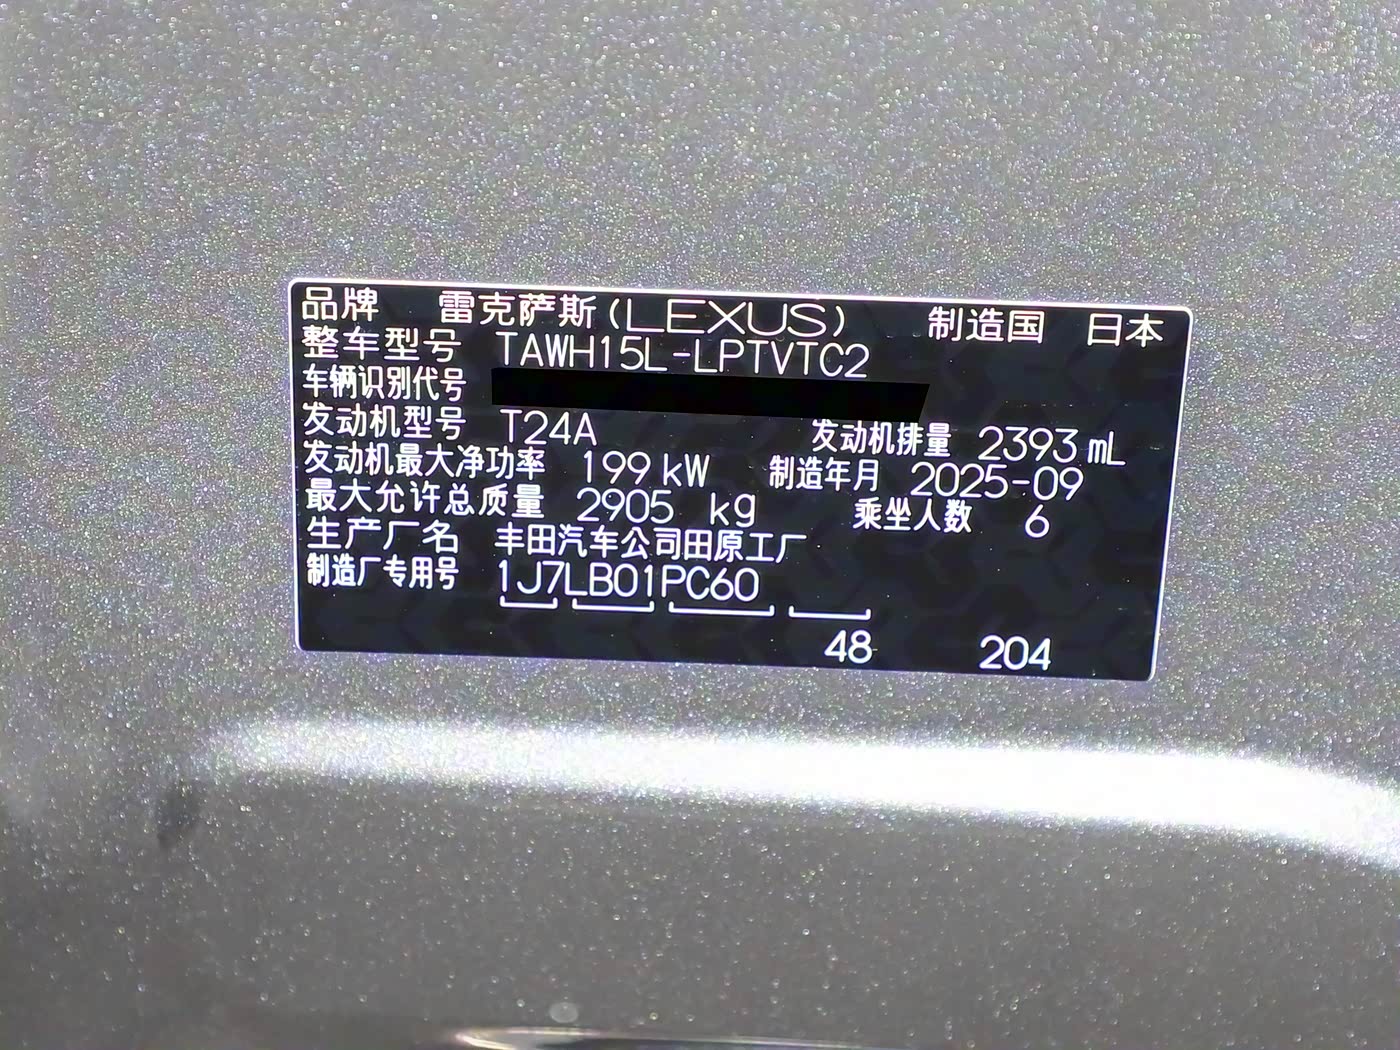 品牌 雷克萨斯(LEXUS) 制造国 日本
整车型号 TAWH15L-LPTVTC2
车辆识别代号
发动机型号 T24A 发动机排量 2393 mL
发动机最大净功率 199 kW 制造年月 2025-09
最大允许总质量 2905 kg 乘坐人数 6
生产厂名 丰田汽车公司田原工厂
制造厂专用号 1J7LB01PC60
48 204